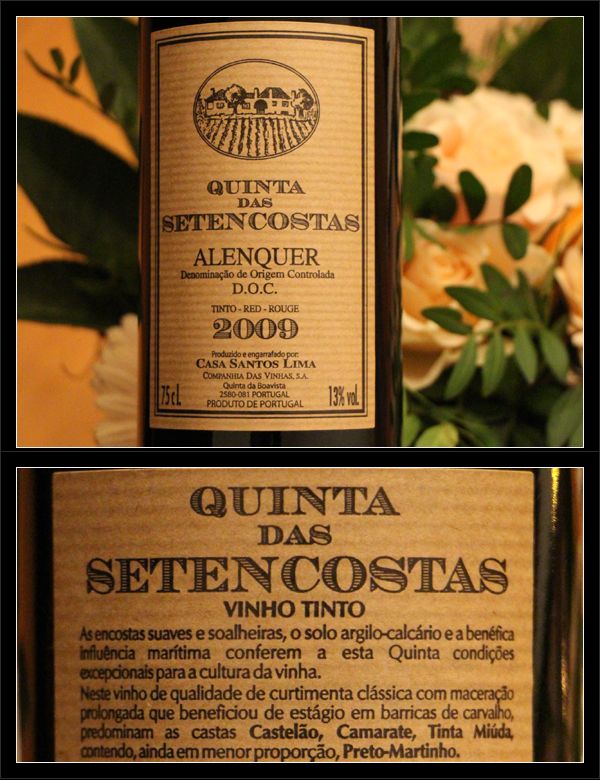 QUINTA
DAS
SETENCOSTAS
ALENQUER
Denominação de Origem Controlada
D.O.C.
TINTO - RED - ROUGE
2009
Produzido e engarrafado por:
CASA SANTOS LIMA
COMPANHIA DAS VINHAS, S.A.
Quinta da Boavista
2580-081 PORTUGAL
PRODUTO DE PORTUGAL
75 cl.
13% vol.
QUINTA
DAS
SETENCOSTAS
VINHO TINTO
As encostas suaves e soalheiras, o solo argilo-calcário e a benéfica
influência marítima conferem a esta Quinta condições
excepcionais para a cultura da vinha.
Neste vinho de qualidade de curtimenta clássica com maceração
prolongada que beneficiou de estágio em barricas de carvalho,
predominam as castas Castelão, Camarate, Tinta Miúda,
contendo, ainda em menor proporção, Preto-Martinho.